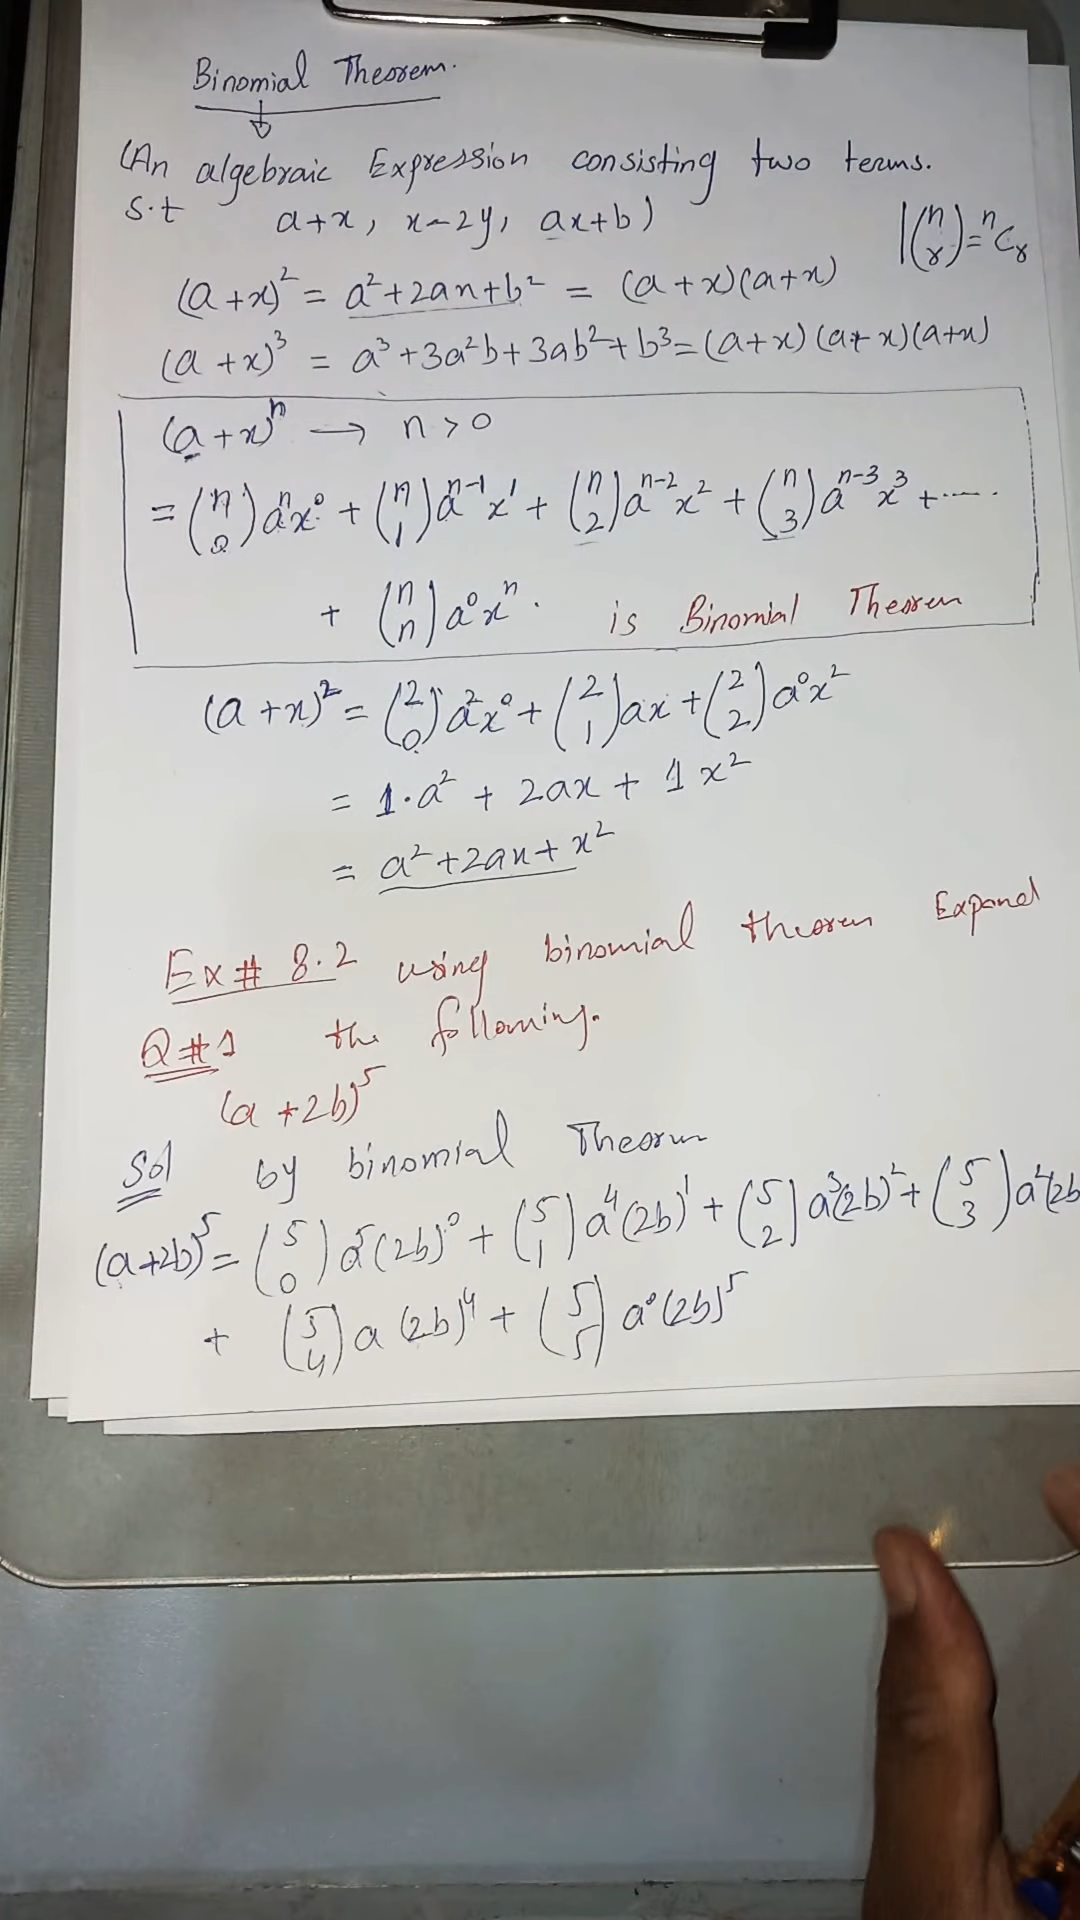 Binomial Theorem.
(An algebraic Expression consisting two terms.
s.t a+x, x-2y, ax+b)
(n r) = ⁿCr
(a+x)² = a²+2ax+b² = (a+x)(a+x)
(a+x)³ = a³+3a²b+3ab²+b³=(a+x)(a+x)(a+x)
(a+x)ⁿ → n>0
= (n 0)aⁿx⁰ + (n 1)aⁿ⁻¹x¹ + (n 2)aⁿ⁻²x² + (n 3)aⁿ⁻³x³ +......
+ (n n)a⁰xⁿ. is Binomial Theorem
(a+x)² = (2 0)a²x⁰ + (2 1)ax + (2 2)a⁰x²
= 1·a² + 2ax + 1x²
= a²+2ax+x²
Ex# 8.2 using binomial theorem Expand
Q#1 the following.
(a+2b)⁵
Sol by binomial Theorem
(a+2b)⁵ = (5 0)a⁵(2b)⁰ + (5 1)a⁴(2b)¹ + (5 2)a³(2b)² + (5 3)a²(2b
+ (5 4)a(2b)⁴ + (5 5)a⁰(2b)⁵